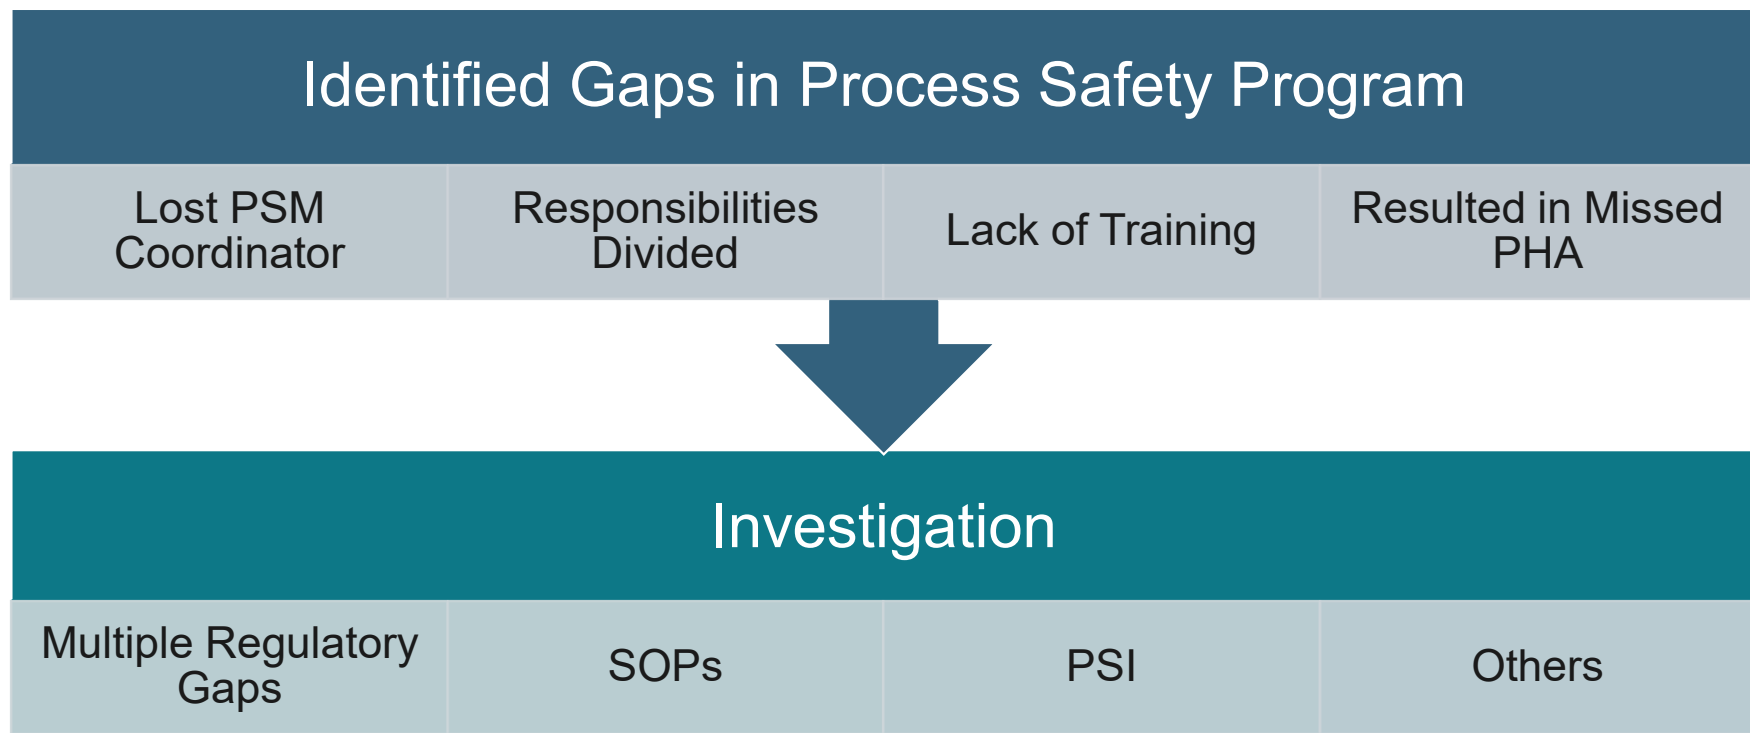 Identified Gaps in Process Safety Program
Lost PSM
Coordinator
Responsibilities
Divided
Lack of Training
Resulted in Missed
PHA
Investigation
Multiple Regulatory
Gaps
SOPs
PSI
Others